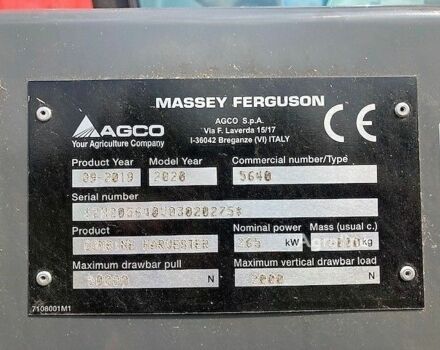 MASSEY FERGUSON
AGCO
Your Agriculture Company
AGCO S.p.A.
Via F. Laverda 15/17
I-36042 Breganze (VI) ITALY
CE
Product Year Model Year Commercial number/Type
09-2019 2020 5640
Serial number
Product Nominal power Mass (usual c.)
COMBINE HARVESTER 265 kW kg
Maximum drawbar pull Maximum vertical drawbar load
N 2000 N
7108001M1